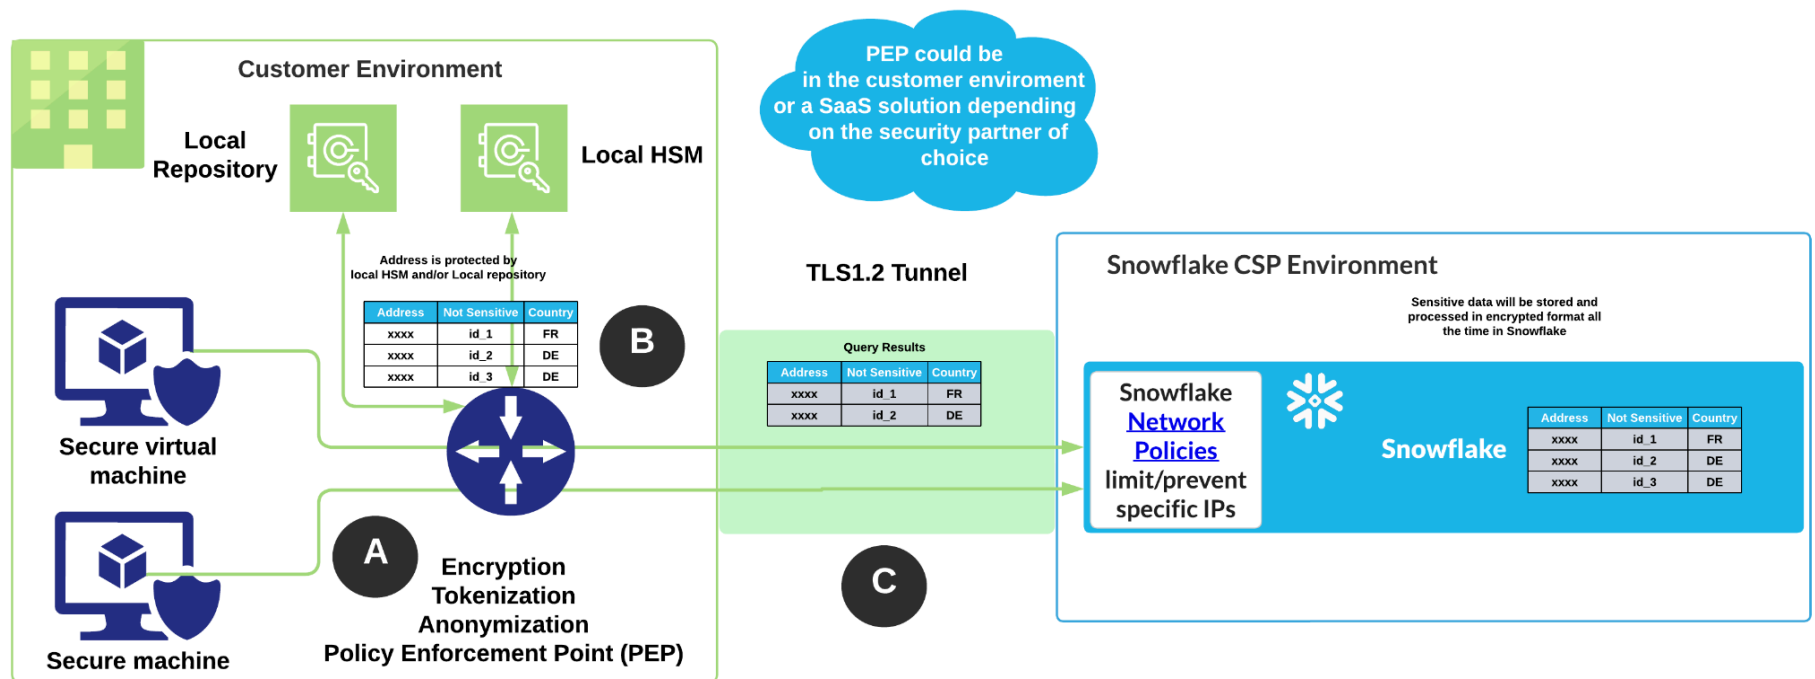 Customer Environment
Local
Repository
Local HSM
PEP could be
in the customer enviroment
or a SaaS solution depending
on the security partner of
choice
Address is protected by
local HSM and/or Local repository
Address Not Sensitive Country
xxxx id_1 FR
xxxx id_2 DE
xxxx id_3 DE
B
Secure virtual
machine
Secure machine
A
Encryption
Tokenization
Anonymization
Policy Enforcement Point (PEP)
TLS1.2 Tunnel
Query Results
Address Not Sensitive Country
xxxx id_1 FR
xxxx id_2 DE
C
Snowflake CSP Environment
Sensitive data will be stored and
processed in encrypted format all
the time in Snowflake
Snowflake
Network
Policies
limit/prevent
specific IPs
Snowflake
Address Not Sensitive Country
xxxx id_1 FR
xxxx id_2 DE
xxxx id_3 DE